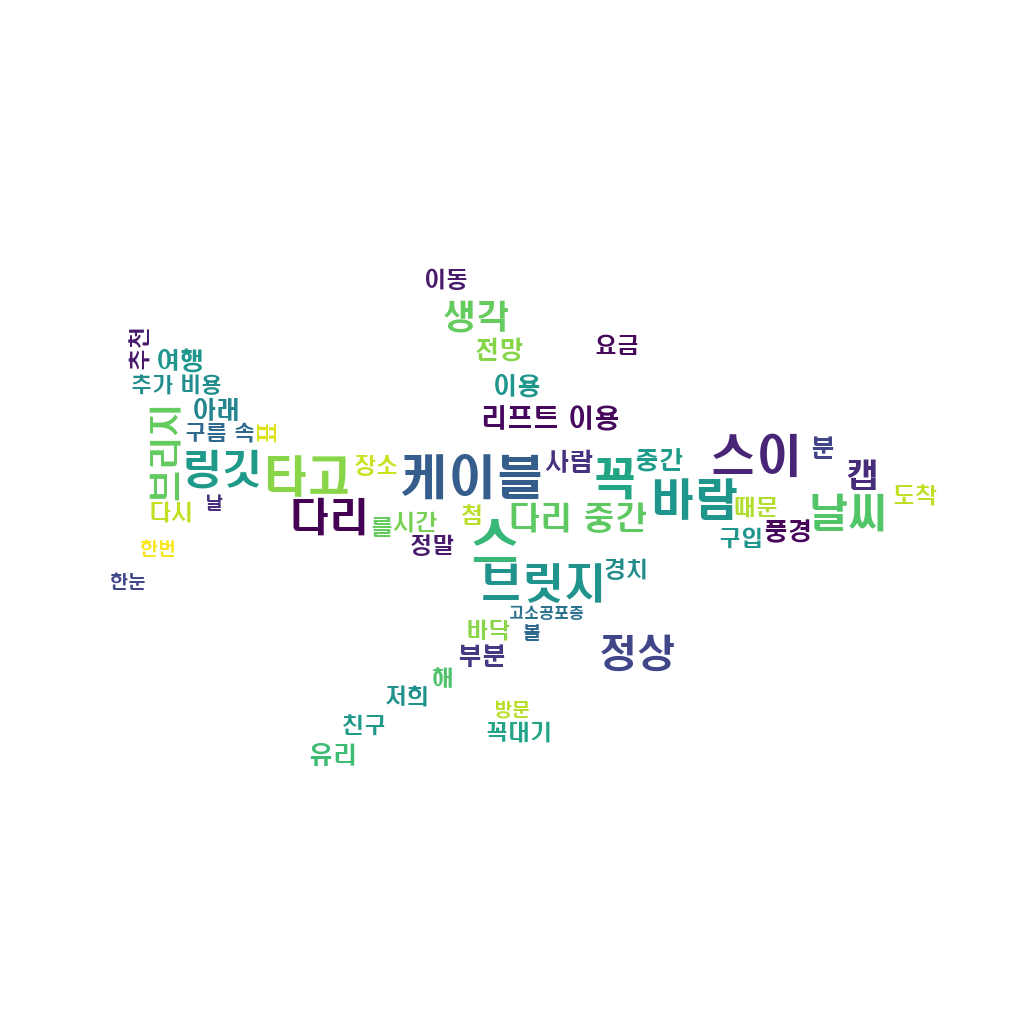 이동
생각
전망
요금
추천
여행
추가 비용
이용
아래
리프트 이용
브리지
구름 속
표
링깃
타고
장소
케이블
사람
꼭
중간
스이
분
캡
바람
날씨
도착
때문
다시
날
다리
를
시간
첨
다리 중간
풍경
구입
정말
스
한번
한눈
브릿지
경치
고소공포증
바닥
볼
부분
정상
해
저희
방문
친구
꼭대기
유리